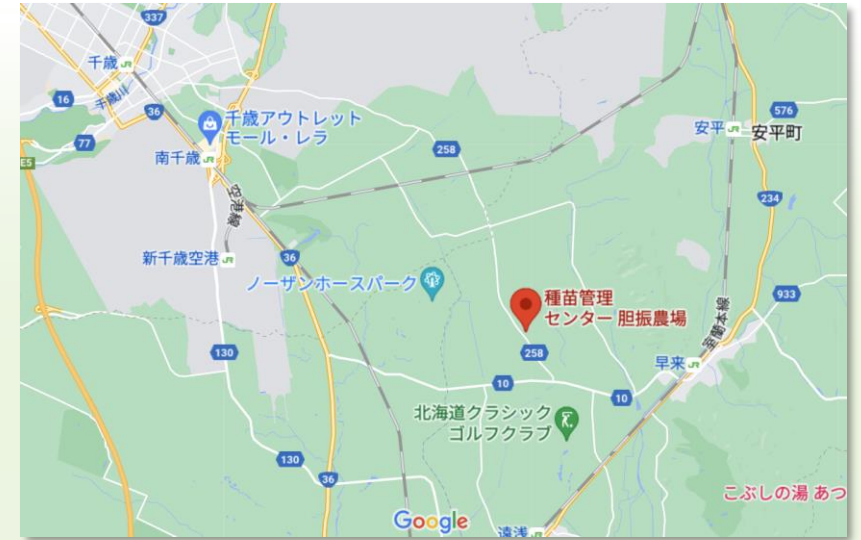 337
千歳
千歳川
16
36
77
E5
千歳アウトレット
モール・レラ
南千歳
空港線
258
576
安平
安平町
234
新千歳空港
36
ノーザンホースパーク
種苗管理
センター 胆振農場
933
室蘭本線
130
258
早来
10
10
北海道クラシック
ゴルフクラブ
130
36
こぶしの湯 あつ
Google
遠浅